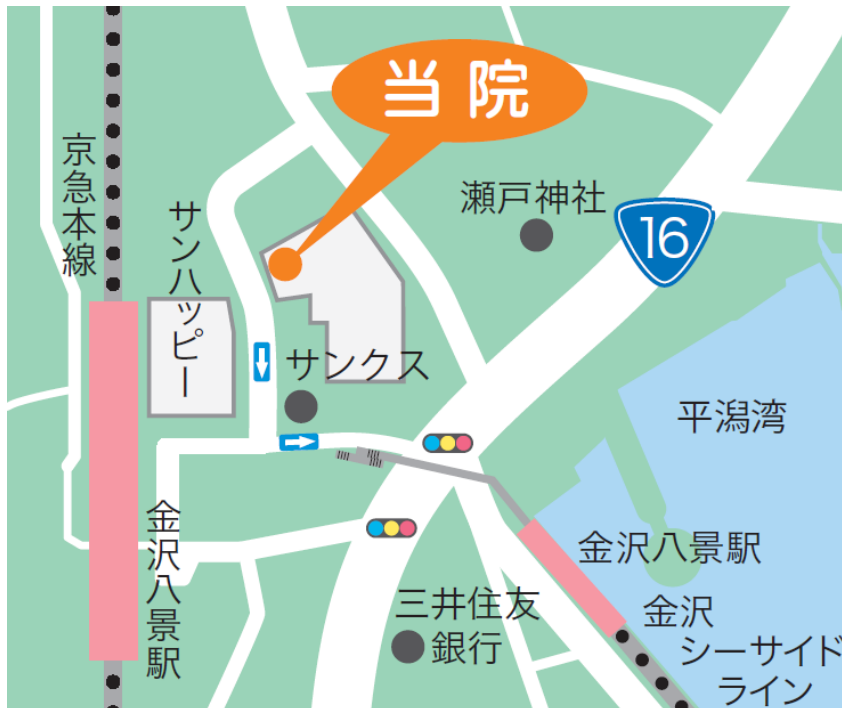 当院
京急本線
サンハッピー
瀬戸神社
16
サンクス
平潟湾
金沢八景駅
金沢八景駅
三井住友
銀行
金沢
シーサイド
ライン